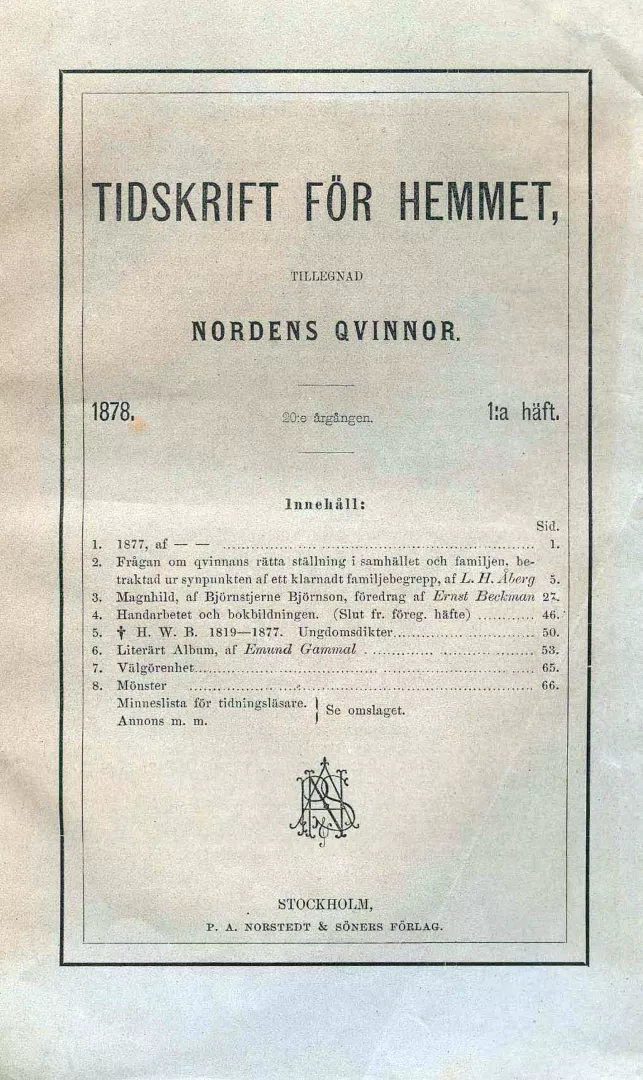 TIDSKRIFT FÖR HEMMET,
TILLEGNAD
NORDENS QVINNOR.
1878. 20:e årgången. 1:a häft.
Innehåll:
Sid.
1. 1877, af — — 1.
2. Frågan om qvinnans rätta ställning i samhället och familjen, be-
traktad ur synpunkten af ett klarnadt familjebegrepp, af L. H. Åberg 5.
3. Magnhild, af Björnstjerne Björnson, föredrag af Ernst Beckman 27.
4. Handarbetet och bokbildningen. (Slut fr. föreg. häfte) 46.
5. † H. W. B. 1819—1877. Ungdomsdikter 50.
6. Literärt Album, af Emund Gammal 53.
7. Välgörenhet 65.
8. Mönster 66.
Minneslista för tidningsläsare. } Se omslaget.
Annons m. m.
STOCKHOLM,
P. A. NORSTEDT & SÖNERS FÖRLAG.